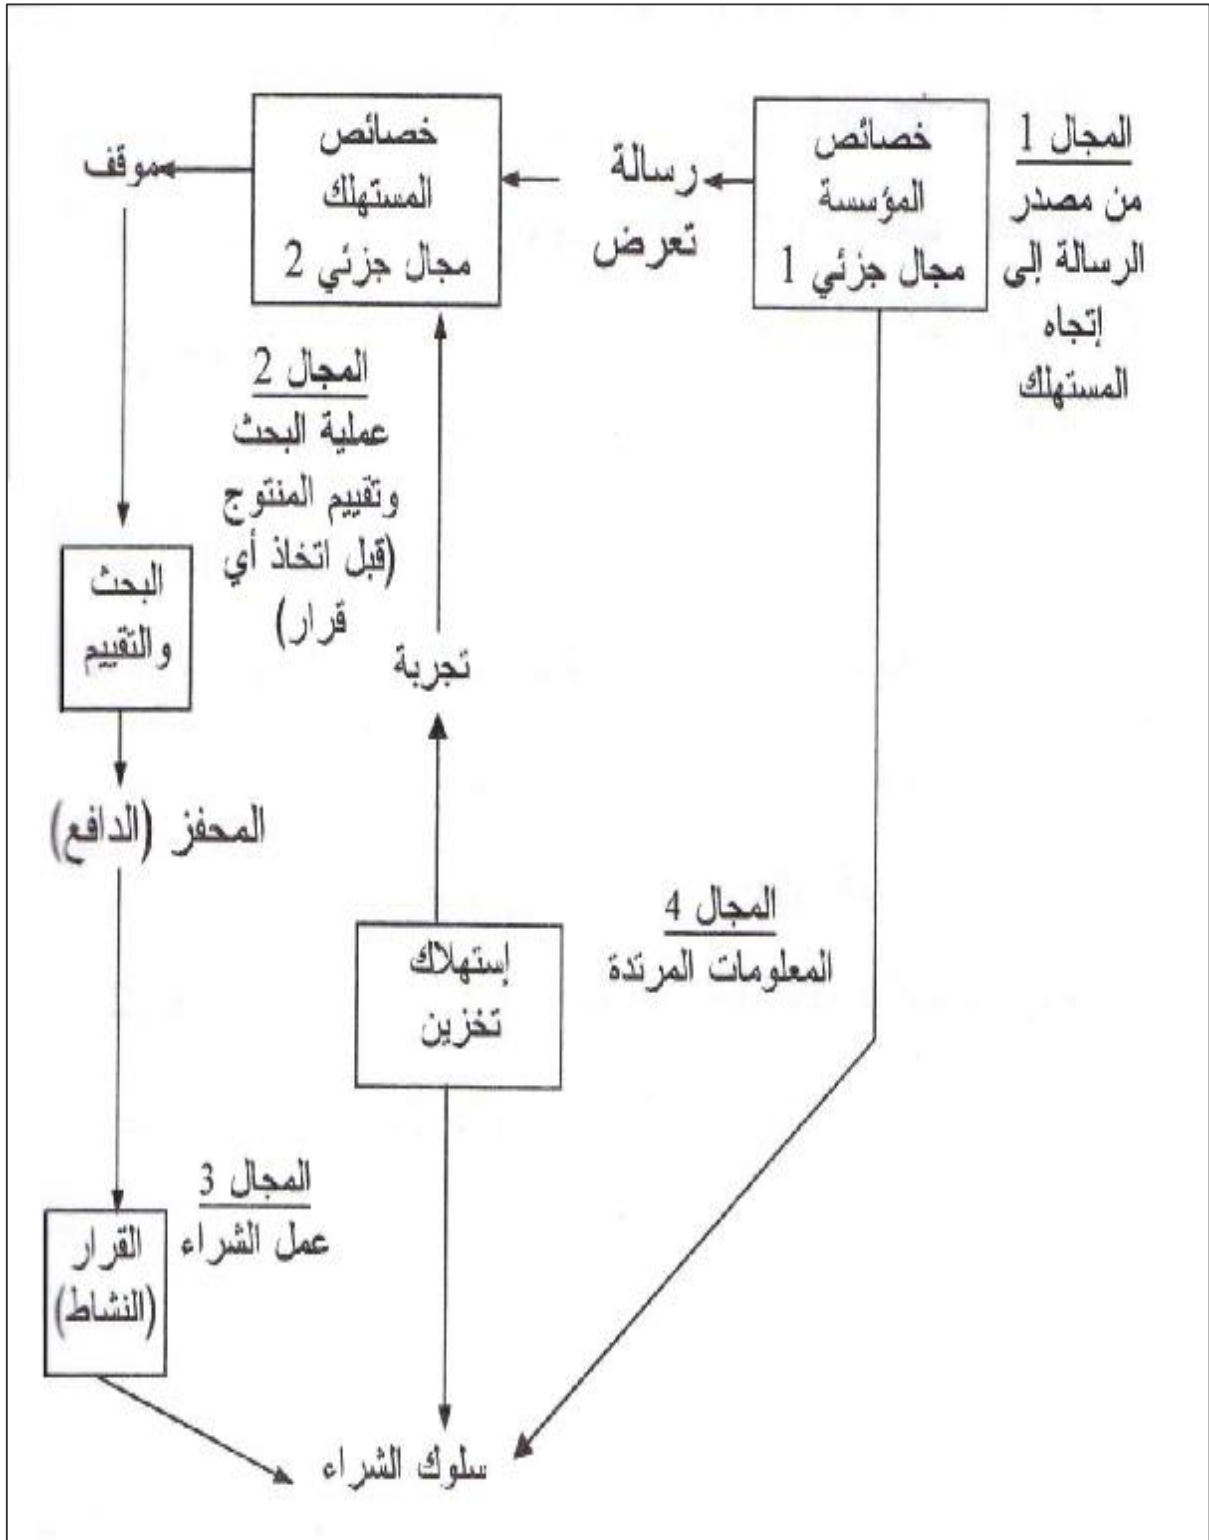 المجال 1
من مصدر
الرسالة إلى
إتجاه
المستهلك
خصائص
المؤسسة
مجال جزئي 1
رسالة
تعرض
خصائص
المستهلك
مجال جزئي 2
موقف
المجال 2
عملية البحث
وتقييم المنتوج
(قبل اتخاذ أي
قرار)
البحث
والتقييم
تجربة
المحفز (الدافع)
المجال 4
المعلومات المرتدة
إستهلاك
تخزين
المجال 3
عمل الشراء
القرار
(النشاط)
سلوك الشراء